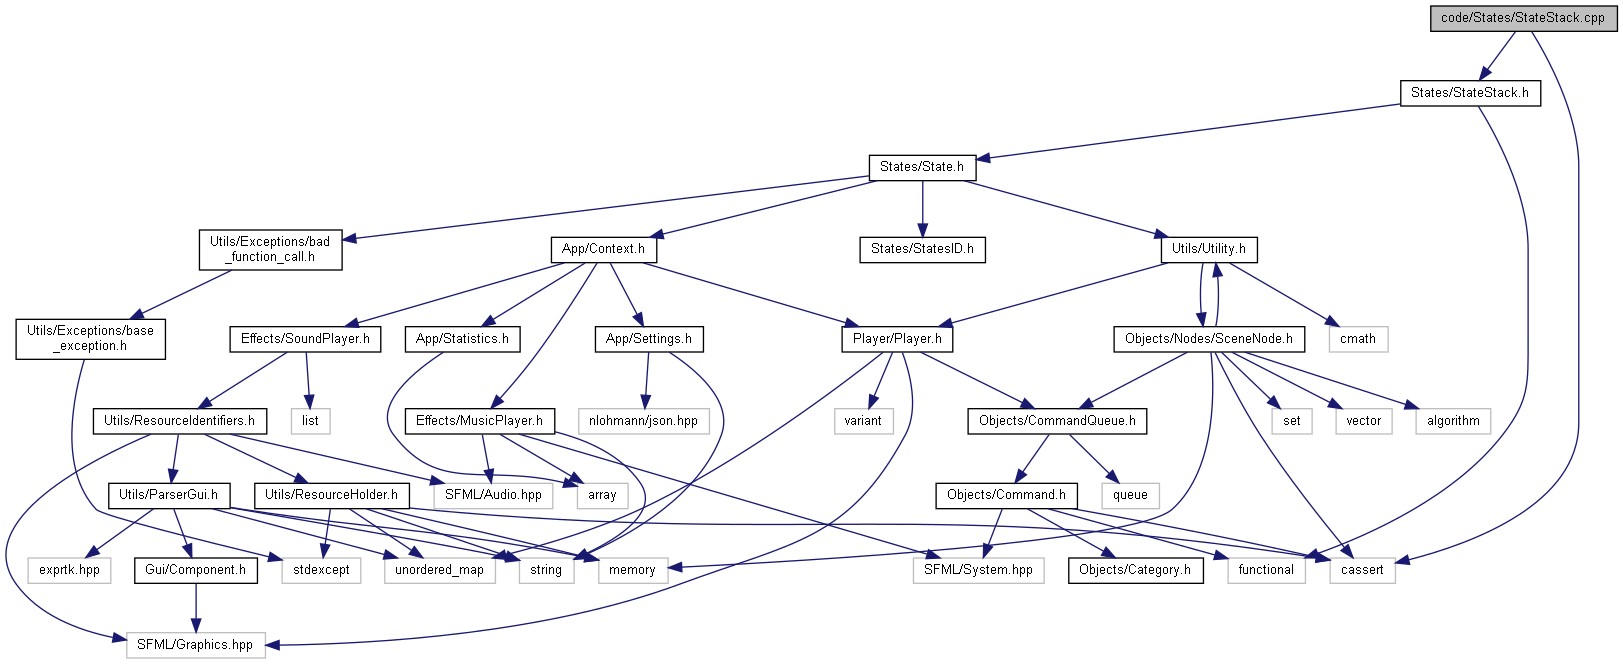 code/States/StateStack.cpp
States/StateStack.h
States/State.h
Utils/Exceptions/bad
_function_call.h
App/Context.h
States/StatesID.h
Utils/Utility.h
Utils/Exceptions/base
_exception.h
Effects/SoundPlayer.h
App/Statistics.h
App/Settings.h
Player/Player.h
Objects/Nodes/SceneNode.h
cmath
Utils/ResourceIdentifiers.h
list
Effects/MusicPlayer.h
nlohmann/json.hpp
variant
Objects/CommandQueue.h
set
vector
algorithm
Utils/ParserGui.h
Utils/ResourceHolder.h
SFML/Audio.hpp
array
Objects/Command.h
queue
exprtk.hpp
Gui/Component.h
stdexcept
unordered_map
string
memory
SFML/System.hpp
Objects/Category.h
functional
cassert
SFML/Graphics.hpp